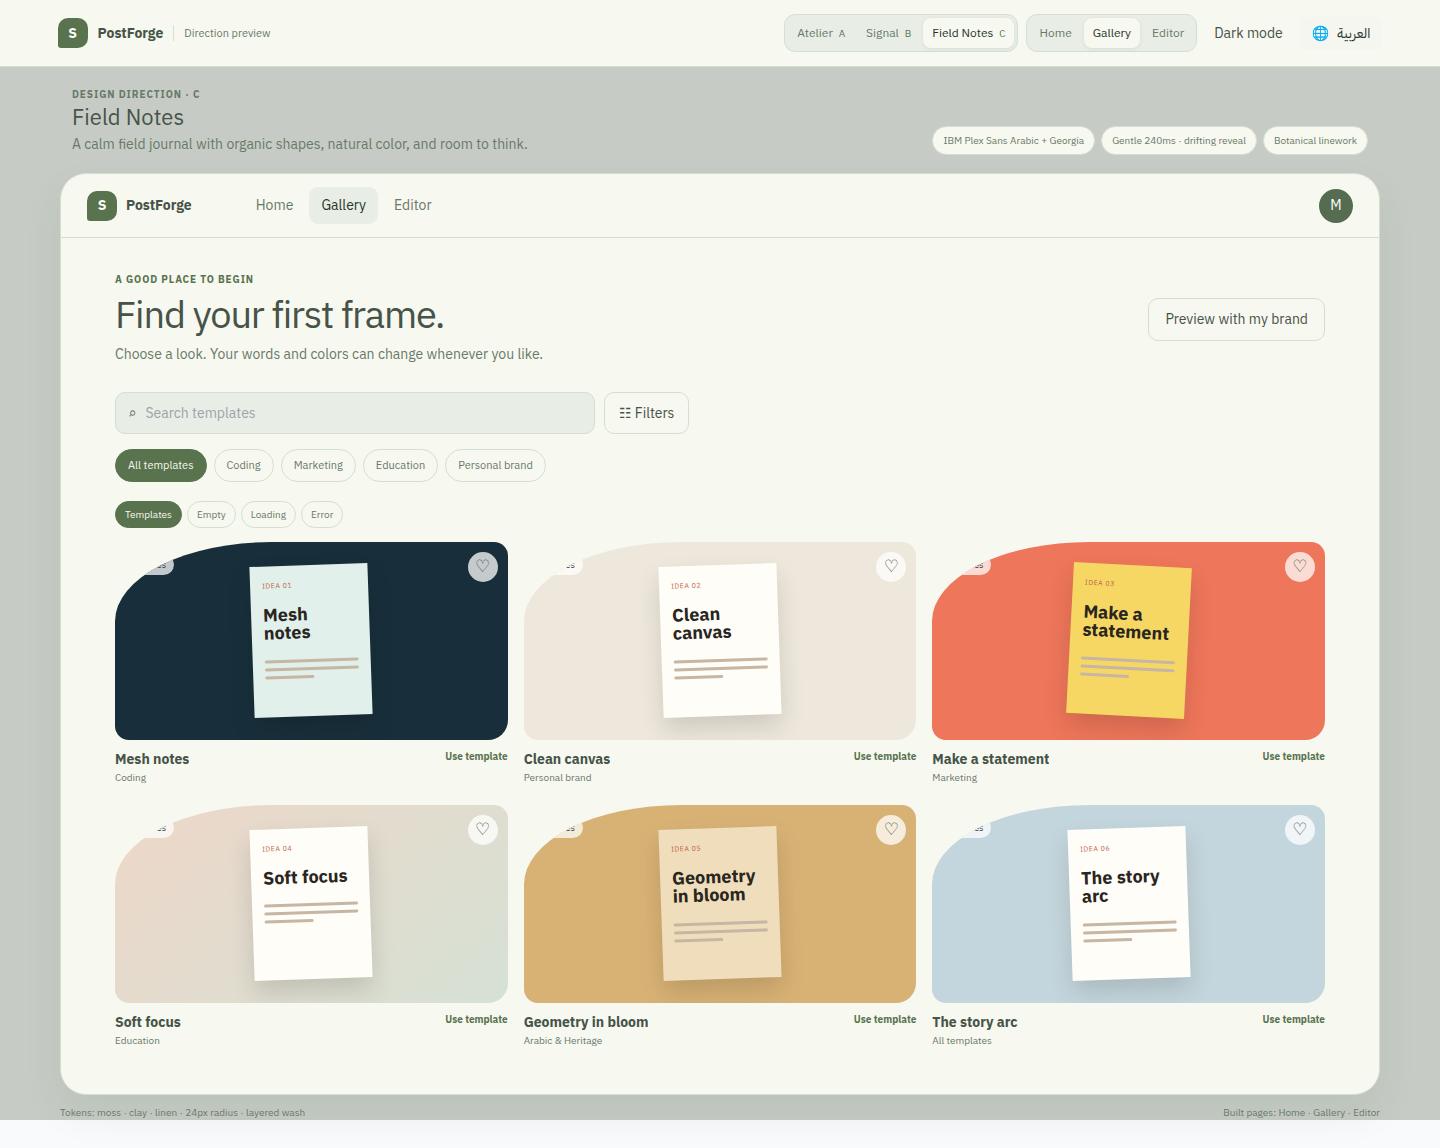 S PostForge Direction preview
Atelier A Signal B Field Notes C Home Gallery Editor Dark mode العربية
DESIGN DIRECTION · C
Field Notes
A calm field journal with organic shapes, natural color, and room to think.
IBM Plex Sans Arabic + Georgia Gentle 240ms · drifting reveal Botanical linework
S PostForge Home Gallery Editor M
A GOOD PLACE TO BEGIN
Find your first frame.
Choose a look. Your words and colors can change whenever you like.
Preview with my brand
Search templates Filters
All templates Coding Marketing Education Personal brand
Templates Empty Loading Error
IDEA 01
Mesh
notes
Mesh notes Use template
Coding
IDEA 02
Clean
canvas
Clean canvas Use template
Personal brand
IDEA 03
Make a
statement
Make a statement Use template
Marketing
IDEA 04
Soft focus
Soft focus Use template
Education
IDEA 05
Geometry
in bloom
Geometry in bloom Use template
Arabic & Heritage
IDEA 06
The story
arc
The story arc Use template
All templates
Tokens: moss · clay · linen · 24px radius · layered wash
Built pages: Home · Gallery · Editor